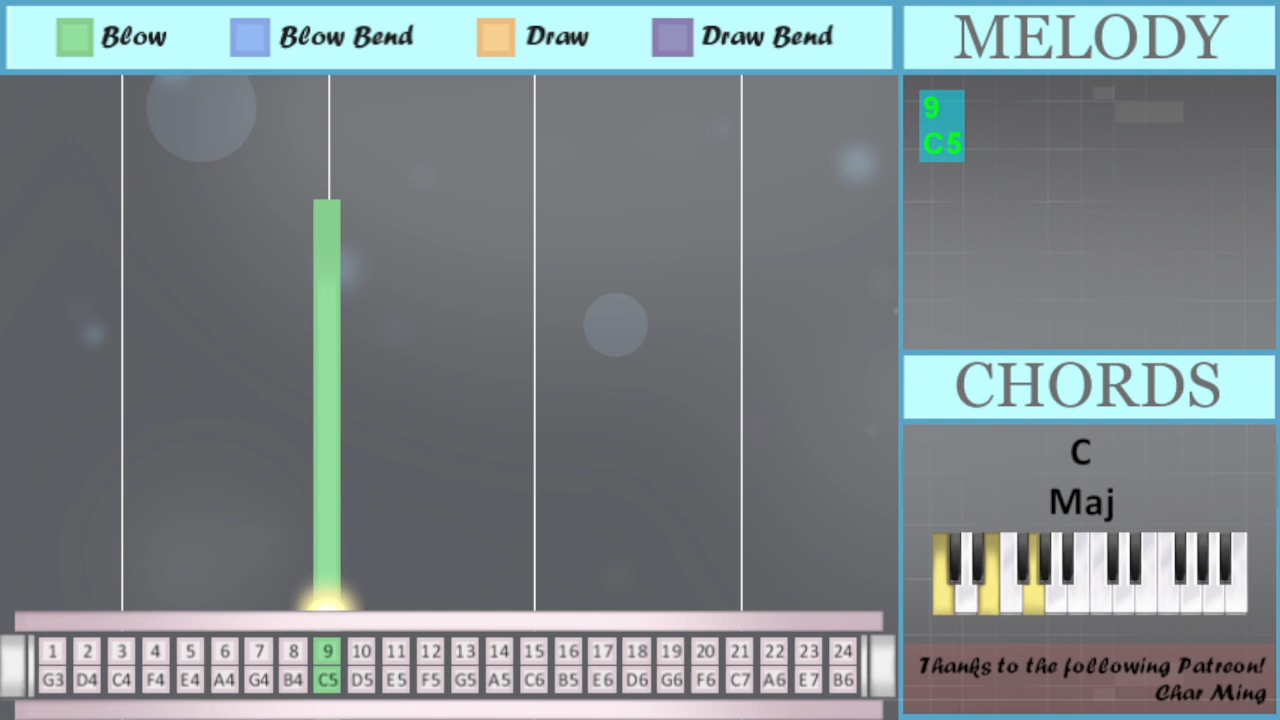 Blow Blow Bend Draw Draw Bend
MELODY
9
C5
CHORDS
C
Maj
1 2 3 4 5 6 7 8 9 10 11 12 13 14 15 16 17 18 19 20 21 22 23 24
G3 D4 C4 F4 E4 A4 G4 B4 C5 D5 E5 F5 G5 A5 C6 B5 E6 D6 G6 F6 C7 A6 E7 B6
Thanks to the following Patreon!
Char Ming